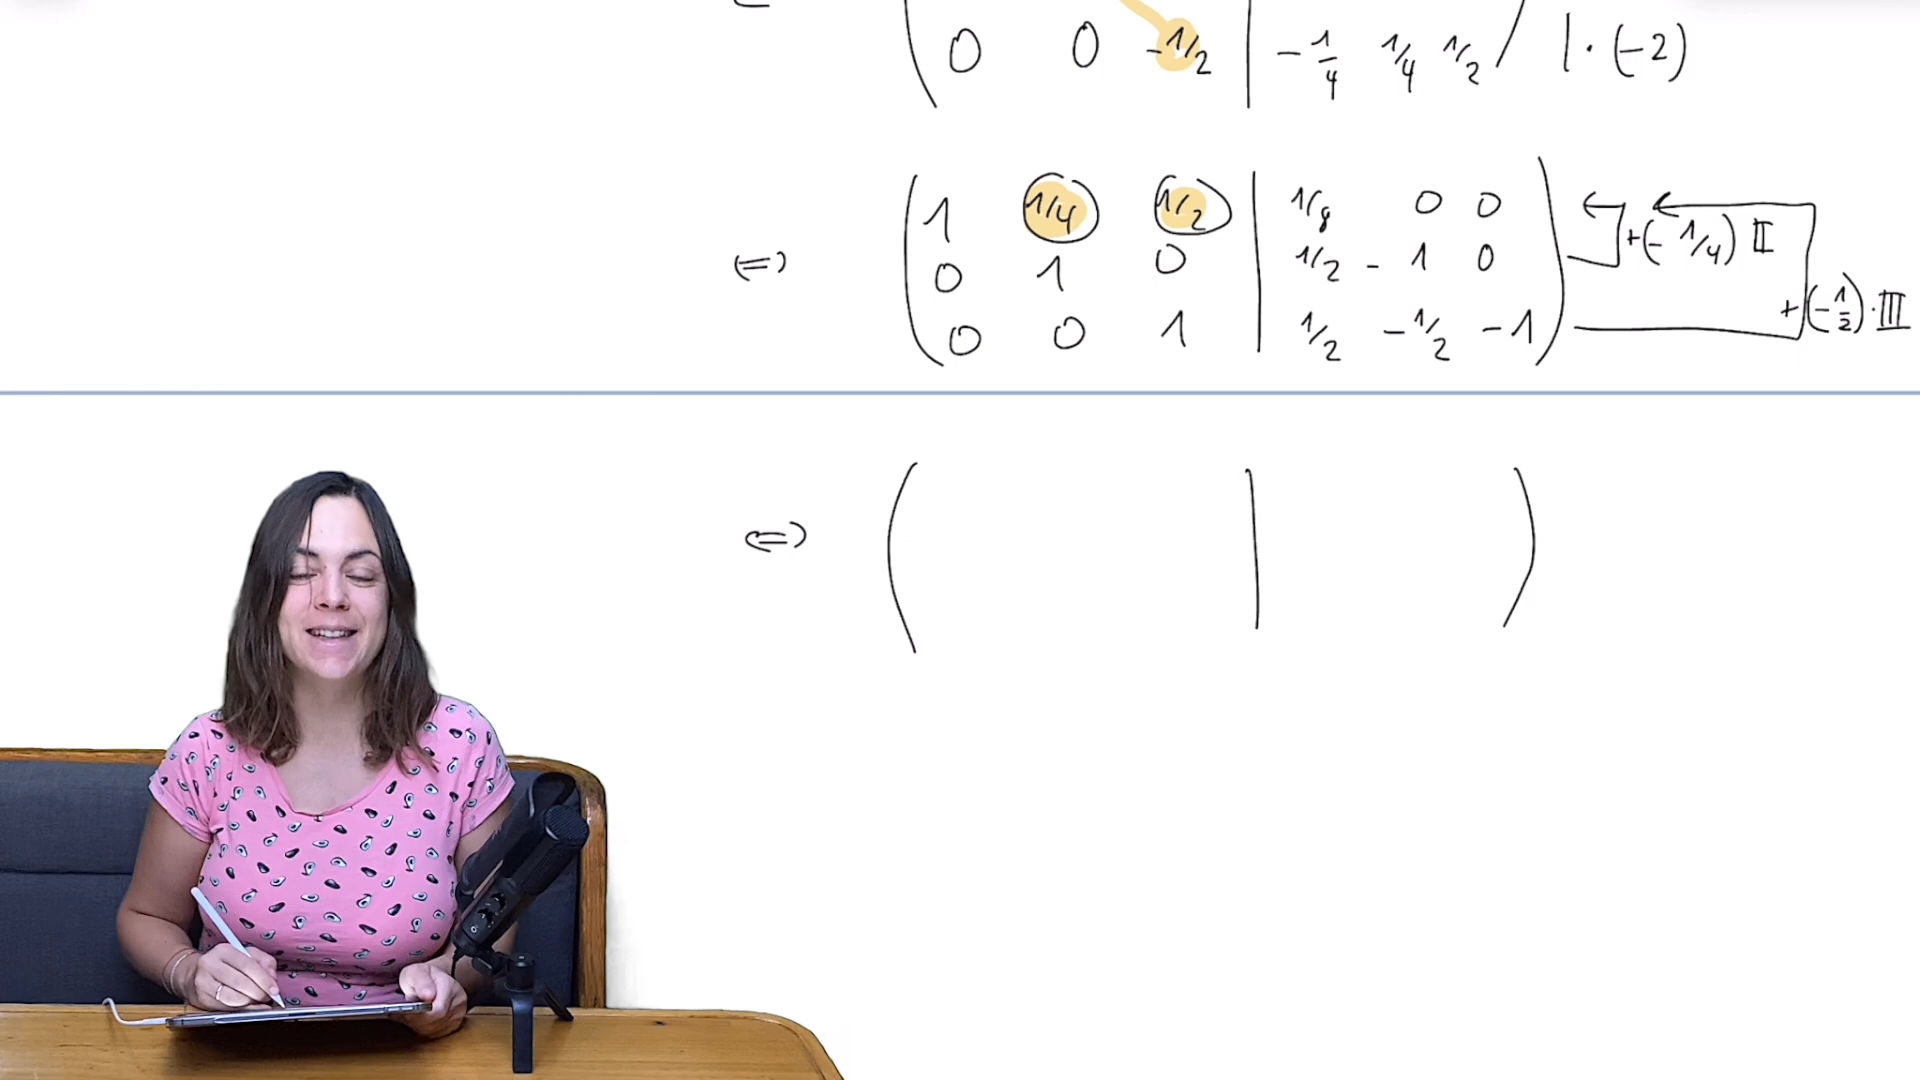 0 0 -1/2 | -1/4 1/4 1/2 | · (-2)
1 1/4 1/2 | 1/8 0 0 +(-1/4) II
⇔ 0 1 0 | 1/2 -1 0
0 0 1 | 1/2 -1/2 -1 +(-1/2)·III
⇔ ( | )